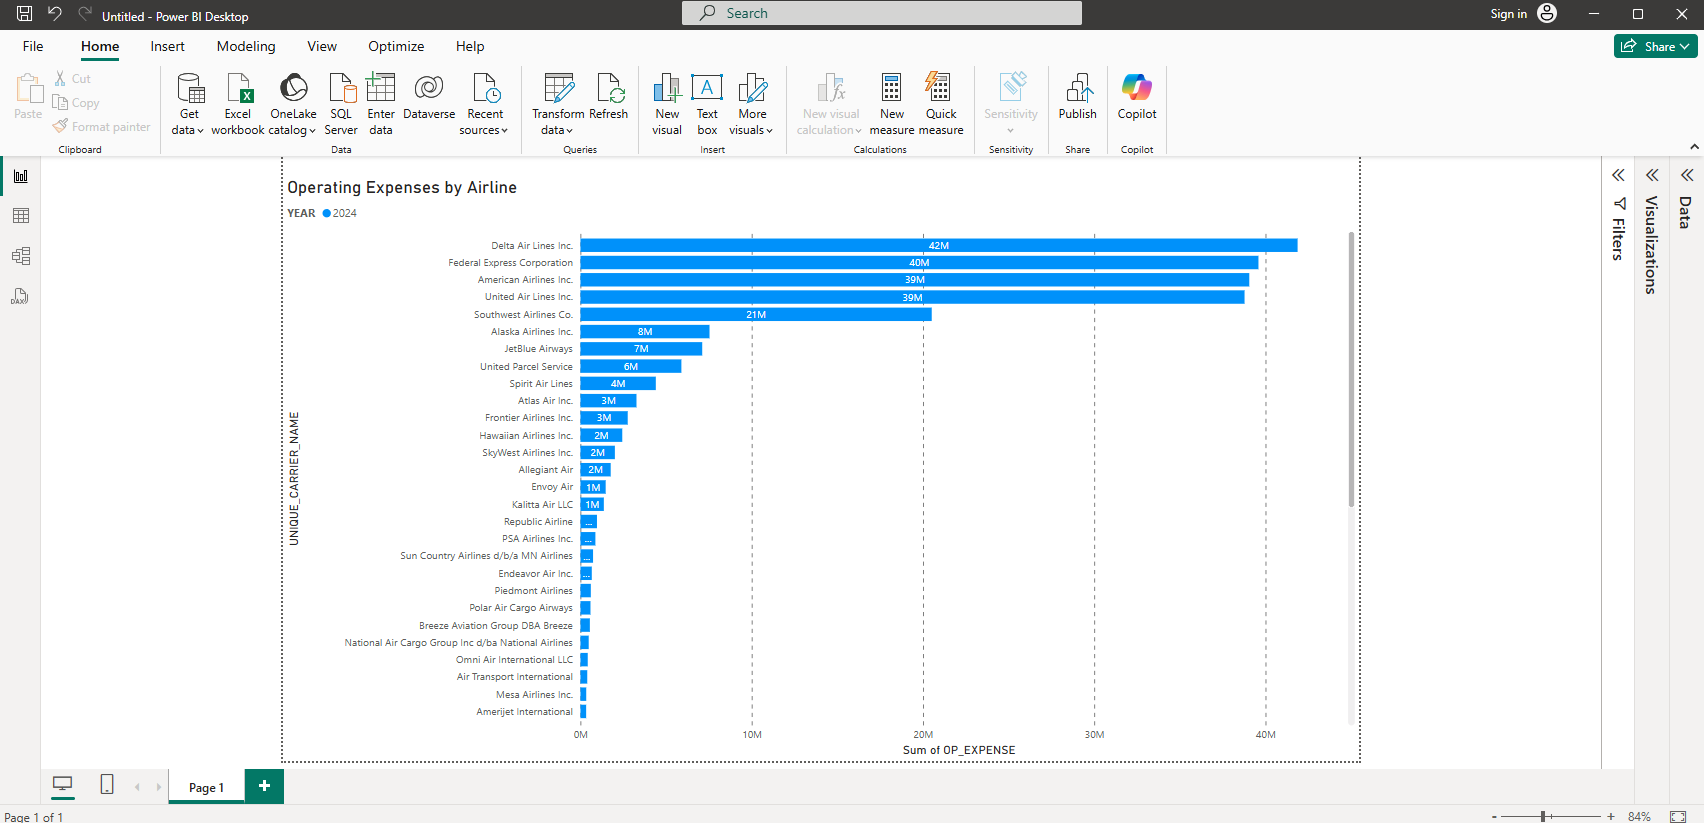 Untitled - Power BI Desktop
Search
Sign in
File Home Insert Modeling View Optimize Help
Share
Paste
Cut
Copy
Format painter
Clipboard
Get data
Excel workbook
OneLake catalog
SQL Server
Enter data
Dataverse
Recent sources
Data
Transform data
Refresh
Queries
New visual
Text box
More visuals
Insert
New visual calculation
New measure
Quick measure
Calculations
Sensitivity
Sensitivity
Publish
Share
Copilot
Copilot
DAX
Operating Expenses by Airline
YEAR 2024
UNIQUE_CARRIER_NAME
Delta Air Lines Inc. 42M
Federal Express Corporation 40M
American Airlines Inc. 39M
United Air Lines Inc. 39M
Southwest Airlines Co. 21M
Alaska Airlines Inc. 8M
JetBlue Airways 7M
United Parcel Service 6M
Spirit Air Lines 4M
Atlas Air Inc. 3M
Frontier Airlines Inc. 3M
Hawaiian Airlines Inc. 2M
SkyWest Airlines Inc. 2M
Allegiant Air 2M
Envoy Air 1M
Kalitta Air LLC 1M
Republic Airline ...
PSA Airlines Inc. ...
Sun Country Airlines d/b/a MN Airlines ...
Endeavor Air Inc. ...
Piedmont Airlines
Polar Air Cargo Airways
Breeze Aviation Group DBA Breeze
National Air Cargo Group Inc d/ba National Airlines
Omni Air International LLC
Air Transport International
Mesa Airlines Inc.
Amerijet International
0M 10M 20M 30M 40M
Sum of OP_EXPENSE
Filters
Visualizations
Data
Page 1
+
Page 1 of 1
- + 84%